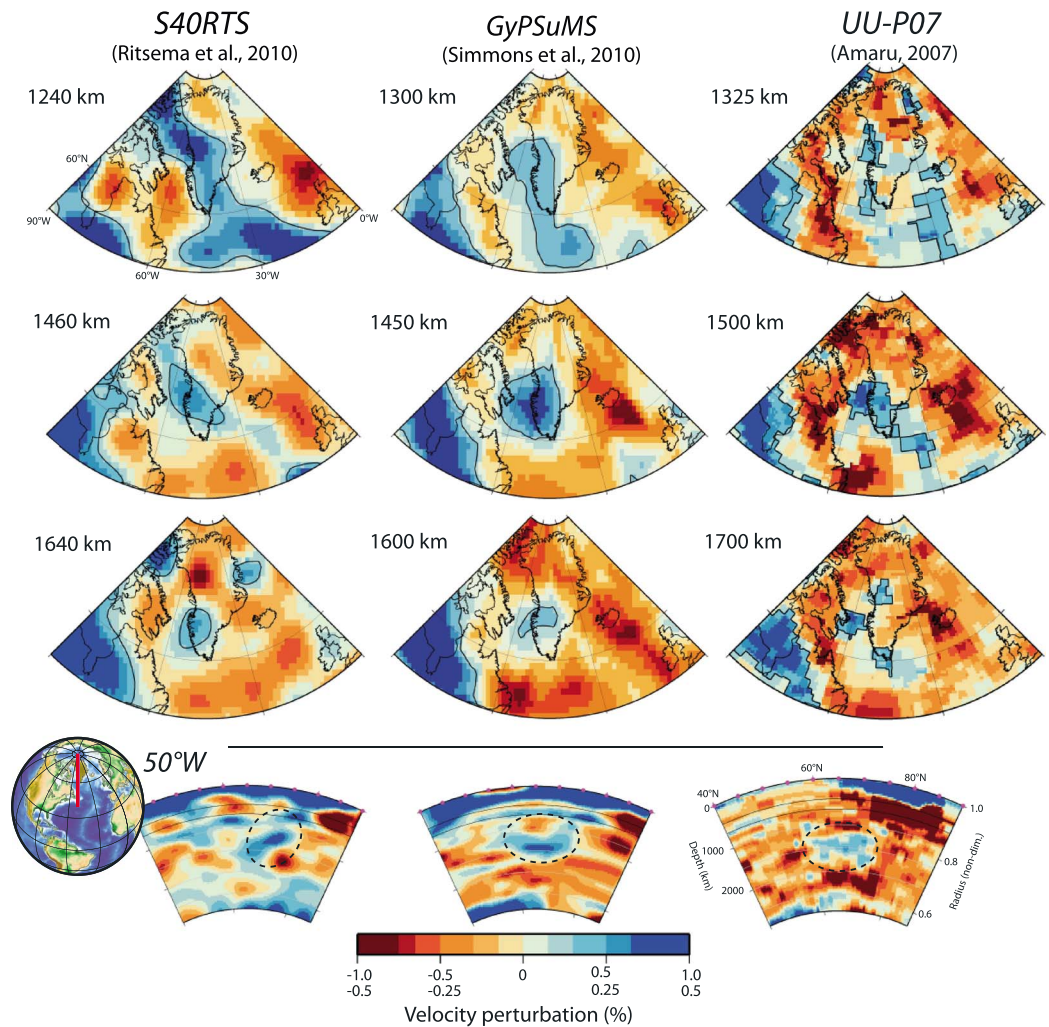 S40RTS
(Ritsema et al., 2010)
GyPSuMS
(Simmons et al., 2010)
UU-P07
(Amaru, 2007)
1240 km
1300 km
1325 km
60°N
90°W
0°W
60°W
30°W
1460 km
1450 km
1500 km
1640 km
1600 km
1700 km
50°W
60°N
80°N
40°N
0
1.0
1000
0.8
2000
0.6
Depth (km)
Radius (non-dim.)
-1.0 -0.5 0 0.5 1.0
-0.5 -0.25 0.25 0.5
Velocity perturbation (%)